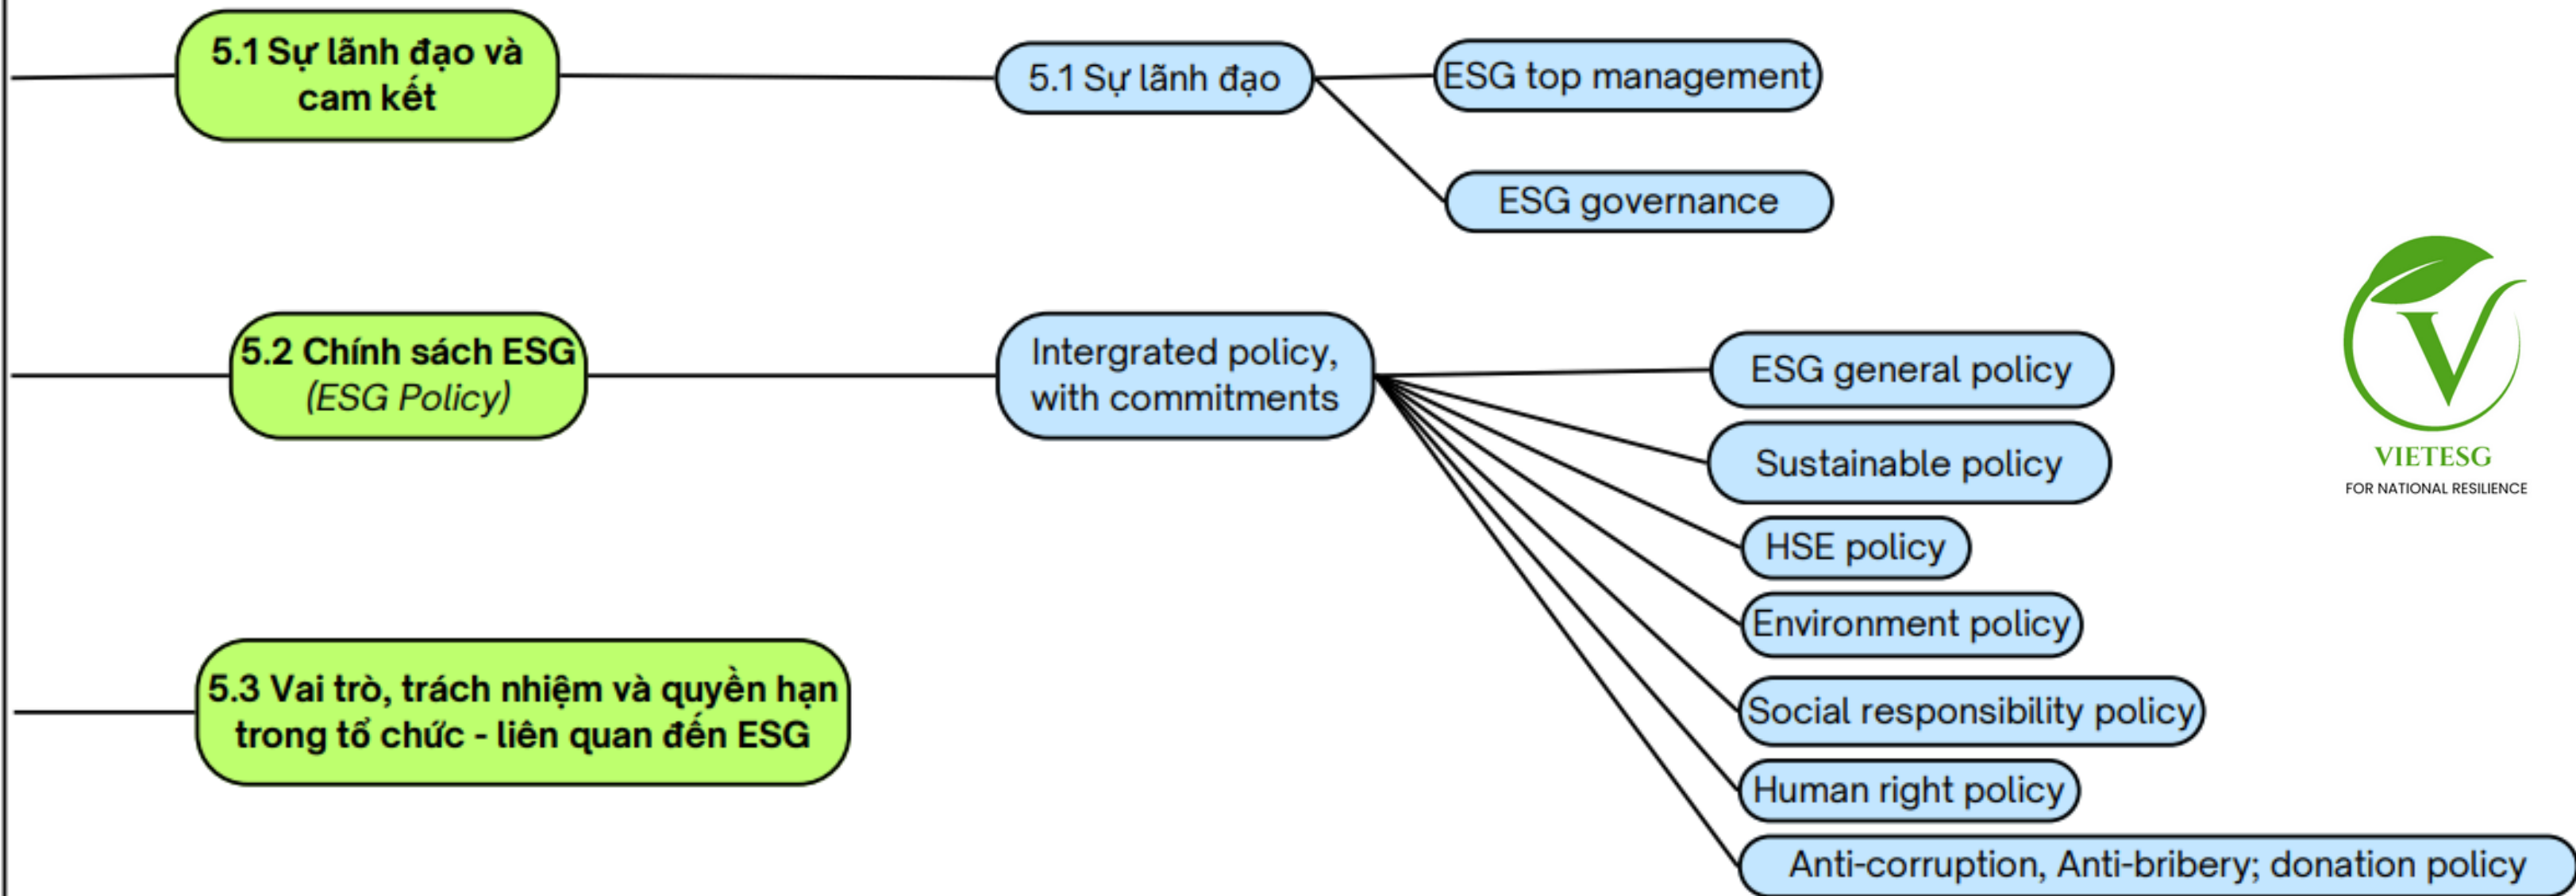 5.1 Sự lãnh đạo và
cam kết
5.1 Sự lãnh đạo
ESG top management
ESG governance
5.2 Chính sách ESG
(ESG Policy)
Intergrated policy,
with commitments
ESG general policy
Sustainable policy
HSE policy
Environment policy
Social responsibility policy
Human right policy
Anti-corruption, Anti-bribery; donation policy
5.3 Vai trò, trách nhiệm và quyền hạn
trong tổ chức - liên quan đến ESG
V
VIETESG
FOR NATIONAL RESILIENCE